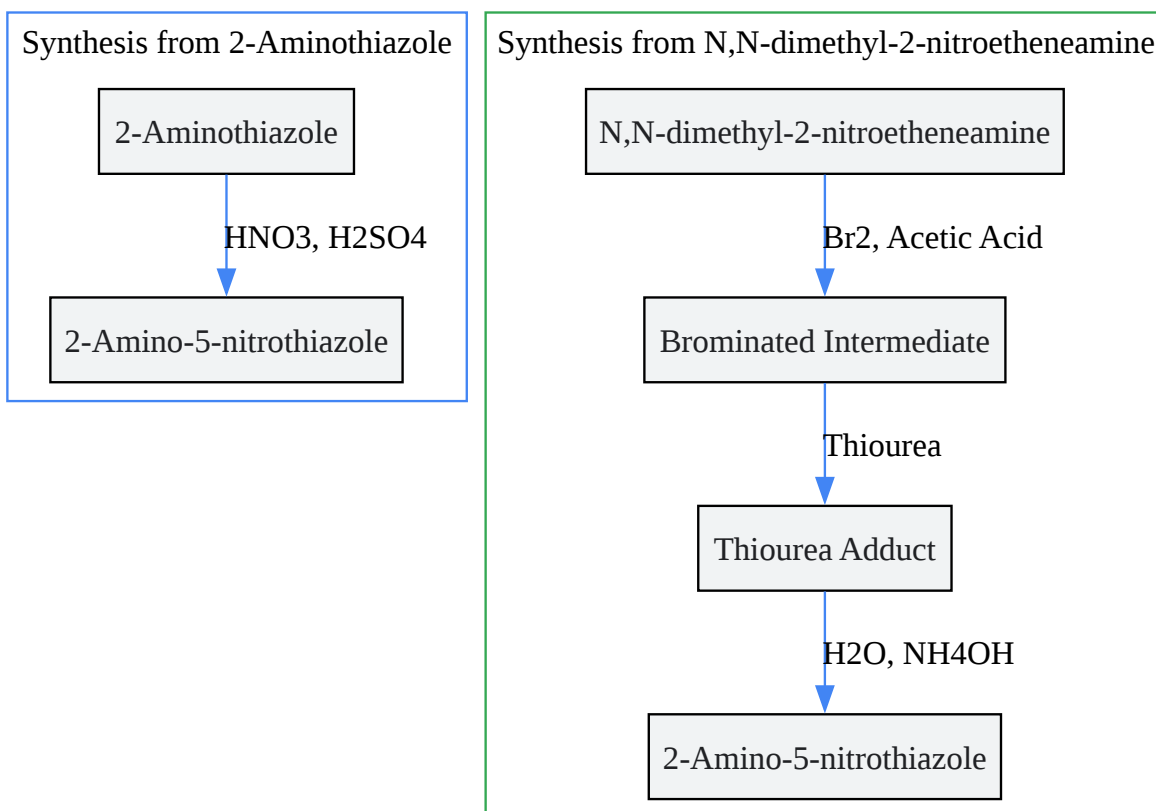 Synthesis from 2-Aminothiazole
2-Aminothiazole
HNO3, H2SO4
2-Amino-5-nitrothiazole
Synthesis from N,N-dimethyl-2-nitroetheneamine
N,N-dimethyl-2-nitroetheneamine
Br2, Acetic Acid
Brominated Intermediate
Thiourea
Thiourea Adduct
H2O, NH4OH
2-Amino-5-nitrothiazole